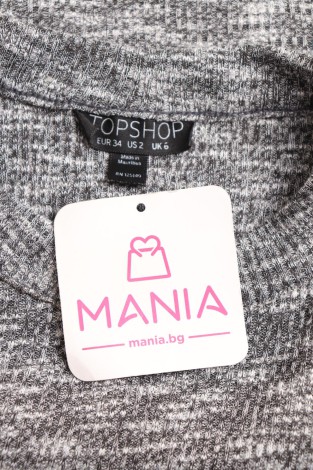 TOPSHOP
EUR 34 US 2 UK 6
Made in
Mauritius
MANIA
mania.bg